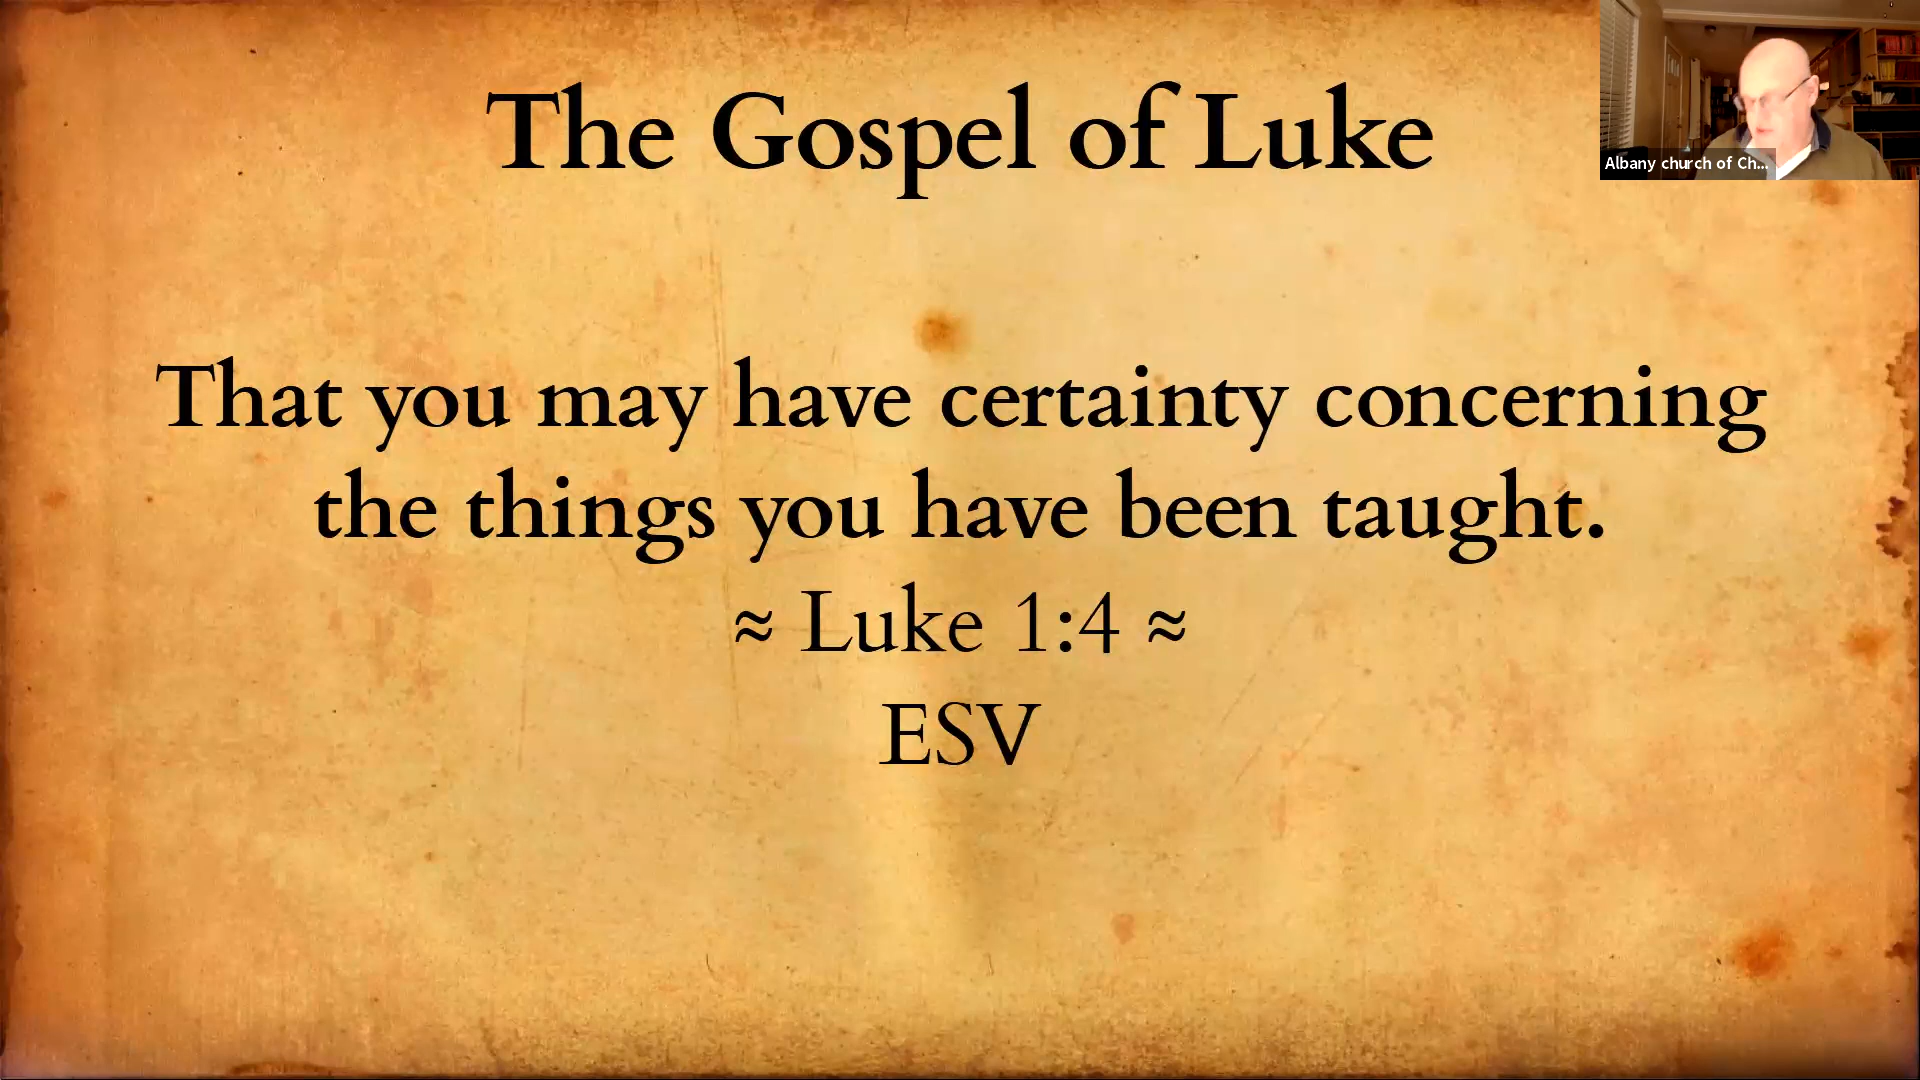 The Gospel of Luke
Albany church of Ch...
That you may have certainty concerning
the things you have been taught.
≈ Luke 1:4 ≈
ESV